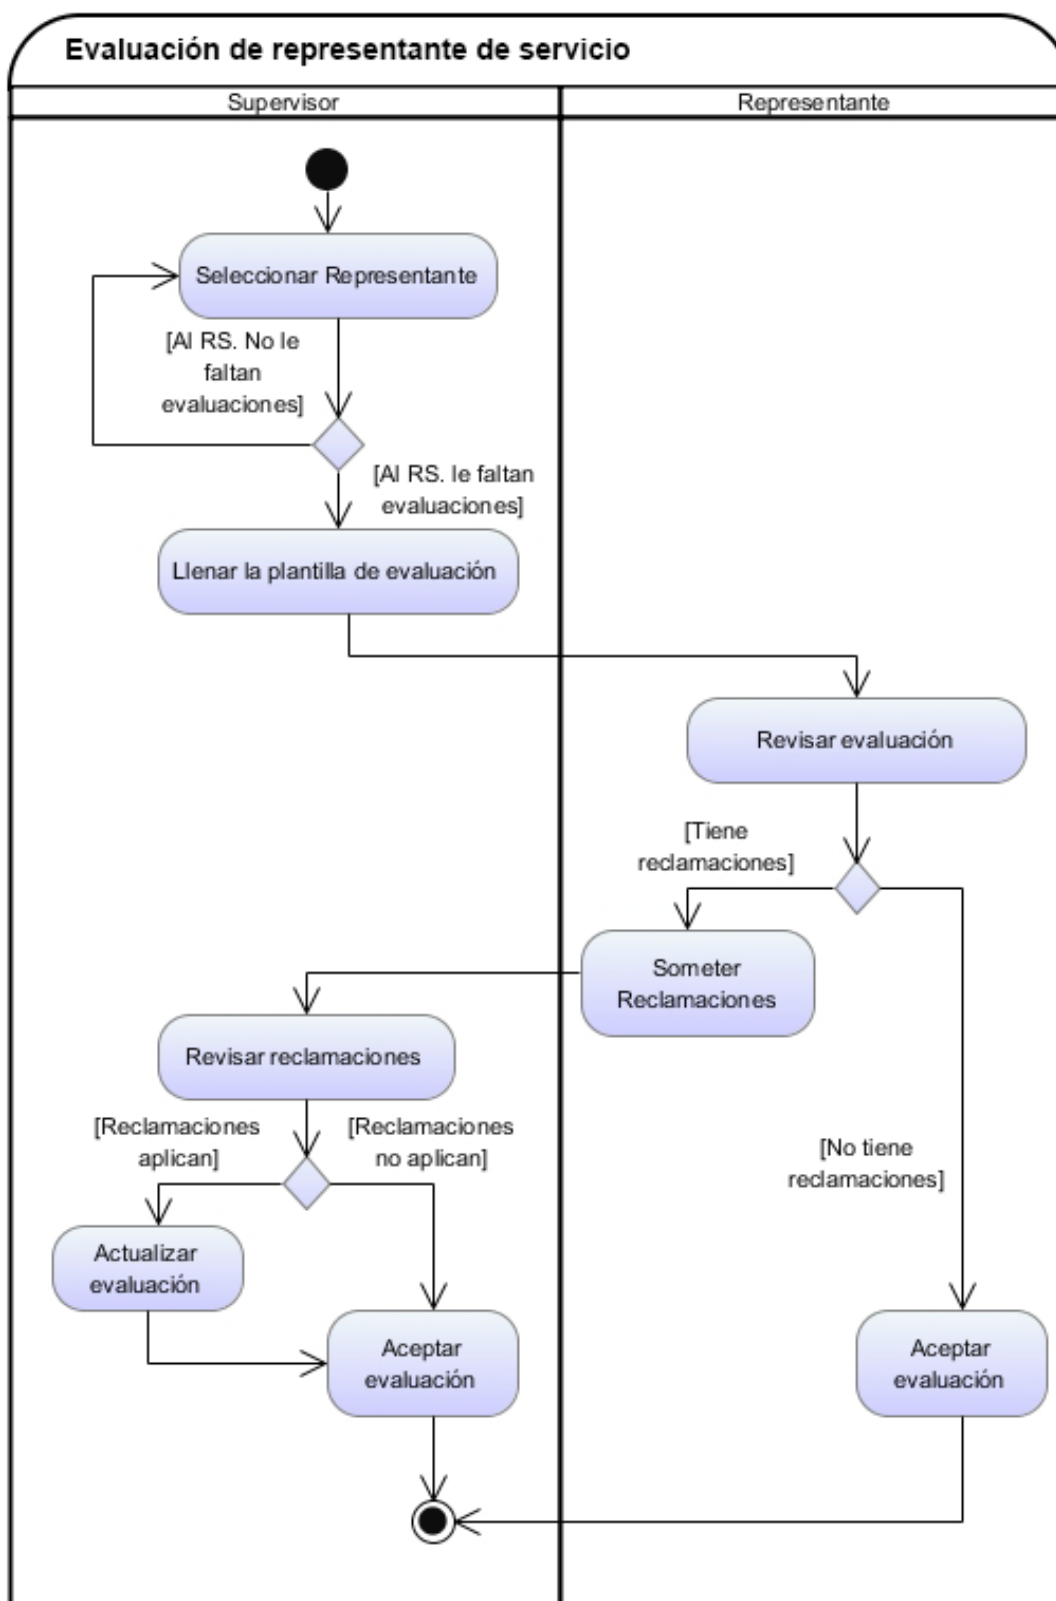 Evaluación de representante de servicio
Supervisor
Representante
Seleccionar Representante
[Al RS. No le
faltan
evaluaciones]
[Al RS. le faltan
evaluaciones]
Llenar la plantilla de evaluación
Revisar evaluación
[Tiene
reclamaciones]
Someter
Reclamaciones
Revisar reclamaciones
[Reclamaciones
aplican]
[Reclamaciones
no aplican]
[No tiene
reclamaciones]
Actualizar
evaluación
Aceptar
evaluación
Aceptar
evaluación